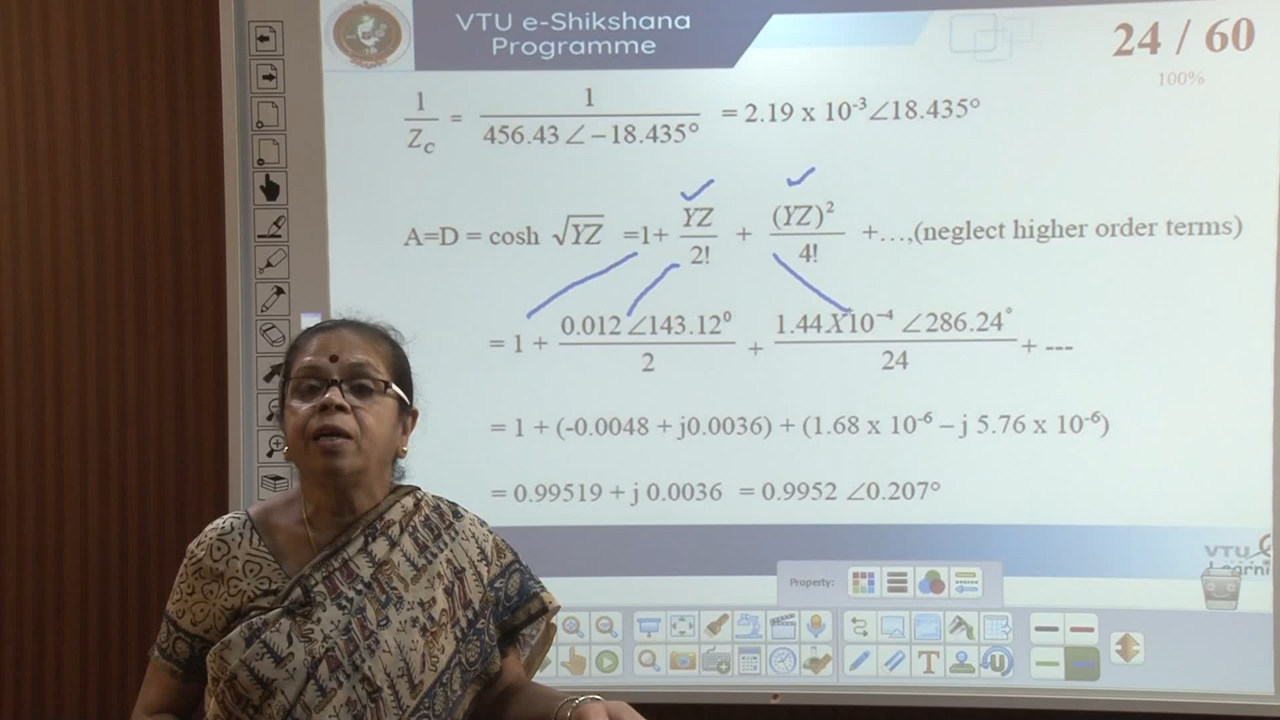 VTU e-Shikshana
Programme
24 / 60
100%
1/Z_C = 1/(456.43 ∠ −18.435°) = 2.19 x 10⁻³∠18.435°
A=D = cosh √YZ =1+ YZ/2! + (YZ)²/4! +…,(neglect higher order terms)
= 1 + 0.012∠143.12⁰/2 + 1.44X10⁻⁴ ∠286.24°/24 + ---
= 1 + (-0.0048 + j0.0036) + (1.68 x 10⁻⁶ – j 5.76 x 10⁻⁶)
= 0.99519 + j 0.0036 = 0.9952 ∠0.207°
VTU
Property: